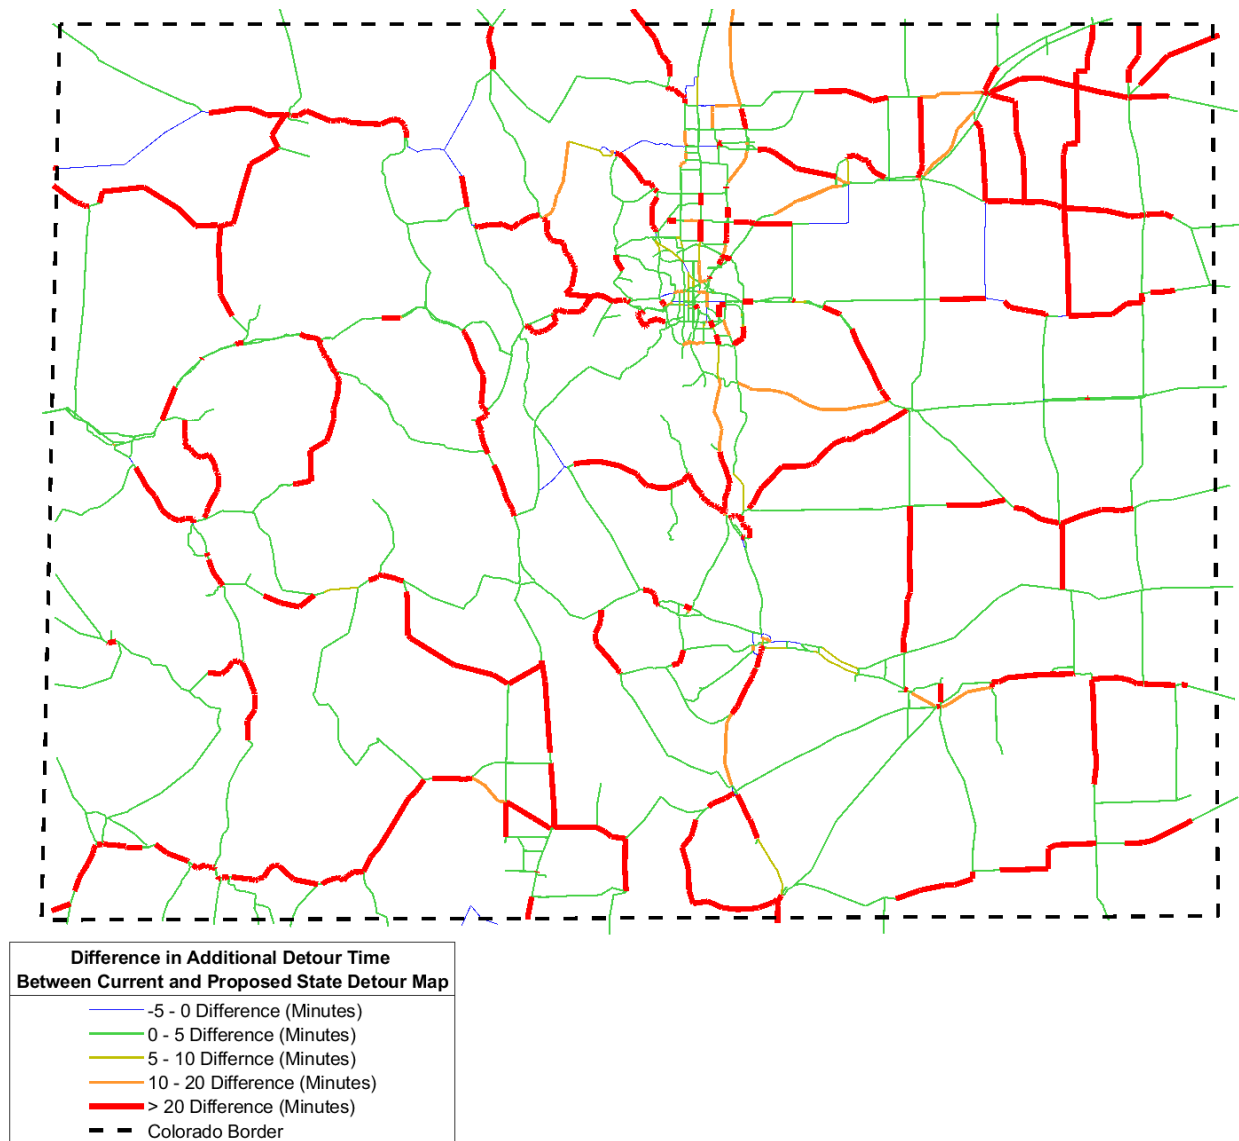 Difference in Additional Detour Time
Between Current and Proposed State Detour Map
-5 - 0 Difference (Minutes)
0 - 5 Difference (Minutes)
5 - 10 Differnce (Minutes)
10 - 20 Difference (Minutes)
> 20 Difference (Minutes)
Colorado Border